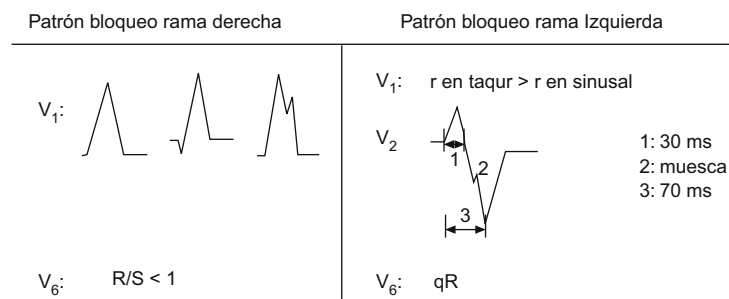 Patrón bloqueo rama derecha
Patrón bloqueo rama Izquierda
V1:
V6: R/S < 1
V1: r en taqur > r en sinusal
V2
1
2
3
1: 30 ms
2: muesca
3: 70 ms
V6: qR